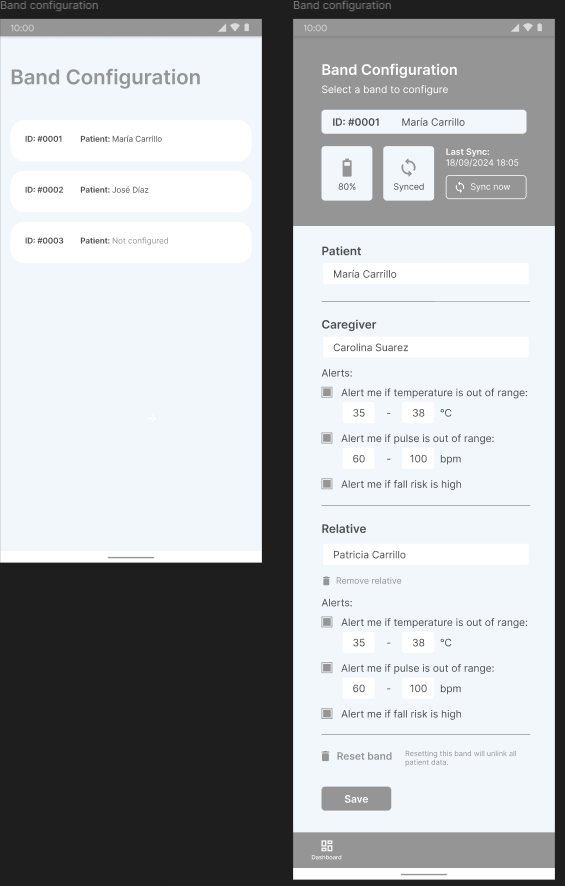 Band configuration
10:00
Band Configuration
ID: #0001 Patient: María Carrillo
ID: #0002 Patient: José Díaz
ID: #0003 Patient: Not configured
Band configuration
10:00
Band Configuration
Select a band to configure
ID: #0001 María Carrillo
80%
Synced
Last Sync:
18/09/2024 18:05
Sync now
Patient
María Carrillo
Caregiver
Carolina Suarez
Alerts:
Alert me if temperature is out of range:
35 - 38 °C
Alert me if pulse is out of range:
60 - 100 bpm
Alert me if fall risk is high
Relative
Patricia Carrillo
Remove relative
Alerts:
Alert me if temperature is out of range:
35 - 38 °C
Alert me if pulse is out of range:
60 - 100 bpm
Alert me if fall risk is high
Reset band
Resetting this band will unlink all
patient data.
Save
Dashboard